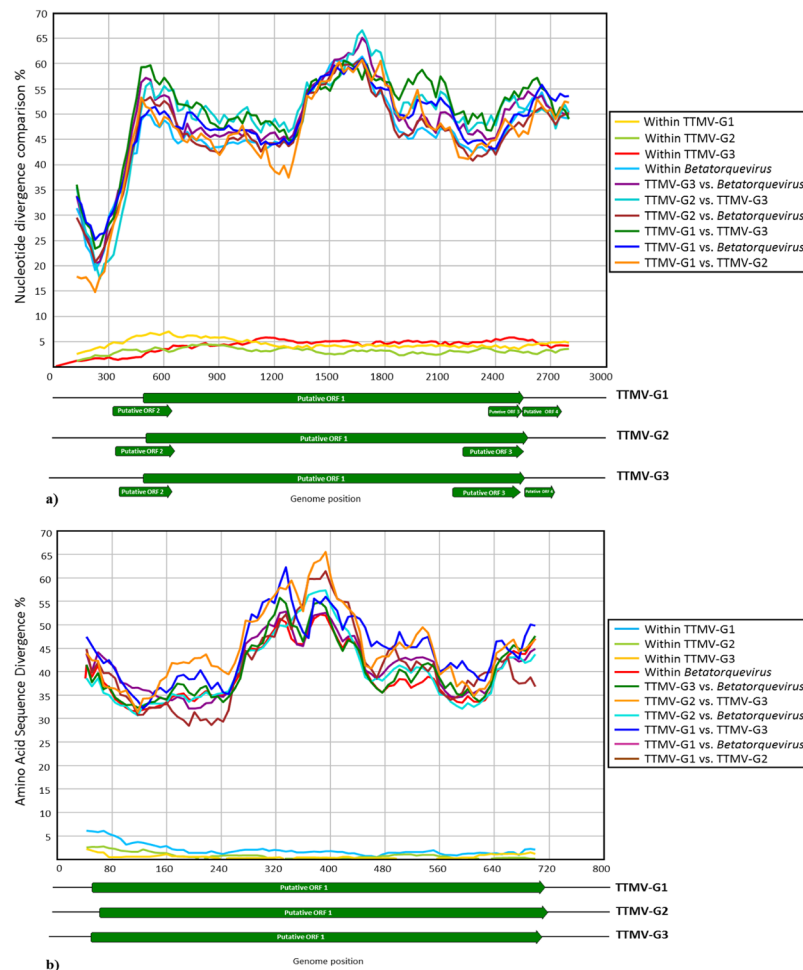 70
65
60
55
50
45
40
35
30
25
20
15
10
5
Nucleotide divergence comparison %
0 300 600 900 1200 1500 1800 2100 2400 2700 3000
Within TTMV-G1
Within TTMV-G2
Within TTMV-G3
Within Betatorquevirus
TTMV-G3 vs. Betatorquevirus
TTMV-G2 vs. TTMV-G3
TTMV-G2 vs. Betatorquevirus
TTMV-G1 vs. TTMV-G3
TTMV-G1 vs. Betatorquevirus
TTMV-G1 vs. TTMV-G2
Putative ORF 1 TTMV-G1
Putative ORF 2 Putative ORF 3 Putative ORF 4
Putative ORF 1 TTMV-G2
Putative ORF 2 Putative ORF 3
Putative ORF 1 TTMV-G3
Putative ORF 2 Putative ORF 3 Putative ORF 4
a) Genome position
70
65
60
55
50
45
40
35
30
25
20
15
10
5
Amino Acid Sequence Divergence %
0 80 160 240 320 400 480 560 640 720 800
Within TTMV-G1
Within TTMV-G2
Within TTMV-G3
Within Betatorquevirus
TTMV-G3 vs. Betatorquevirus
TTMV-G2 vs. TTMV-G3
TTMV-G2 vs. Betatorquevirus
TTMV-G1 vs. TTMV-G3
TTMV-G1 vs. Betatorquevirus
TTMV-G1 vs. TTMV-G2
Putative ORF 1 TTMV-G1
Putative ORF 1 TTMV-G2
Putative ORF 1 TTMV-G3
b) Genome position